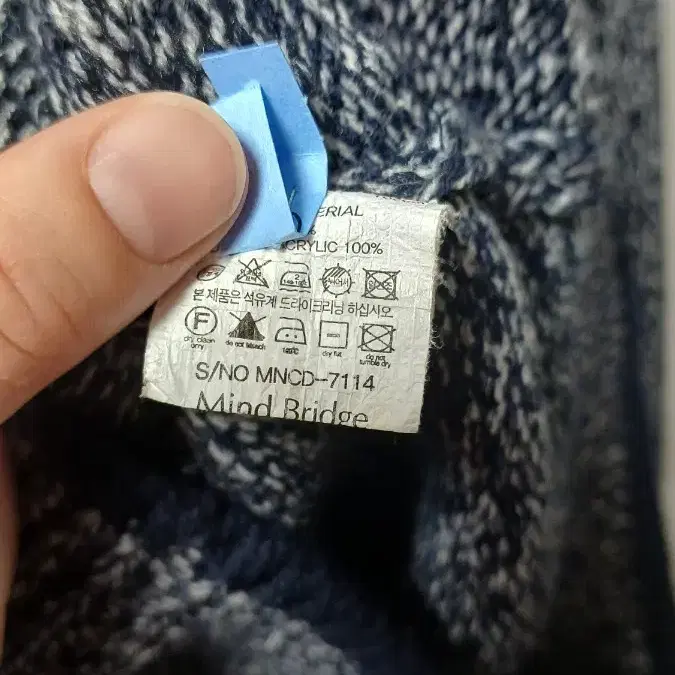 ERIAL
%
CRYLIC 100%
본 제품은 석유계 드라이크리닝 하십시오
F
dry clean only
do not bleach
dry flat
do not tumble dry
S/NO MNCD-7114
Mind Bridge